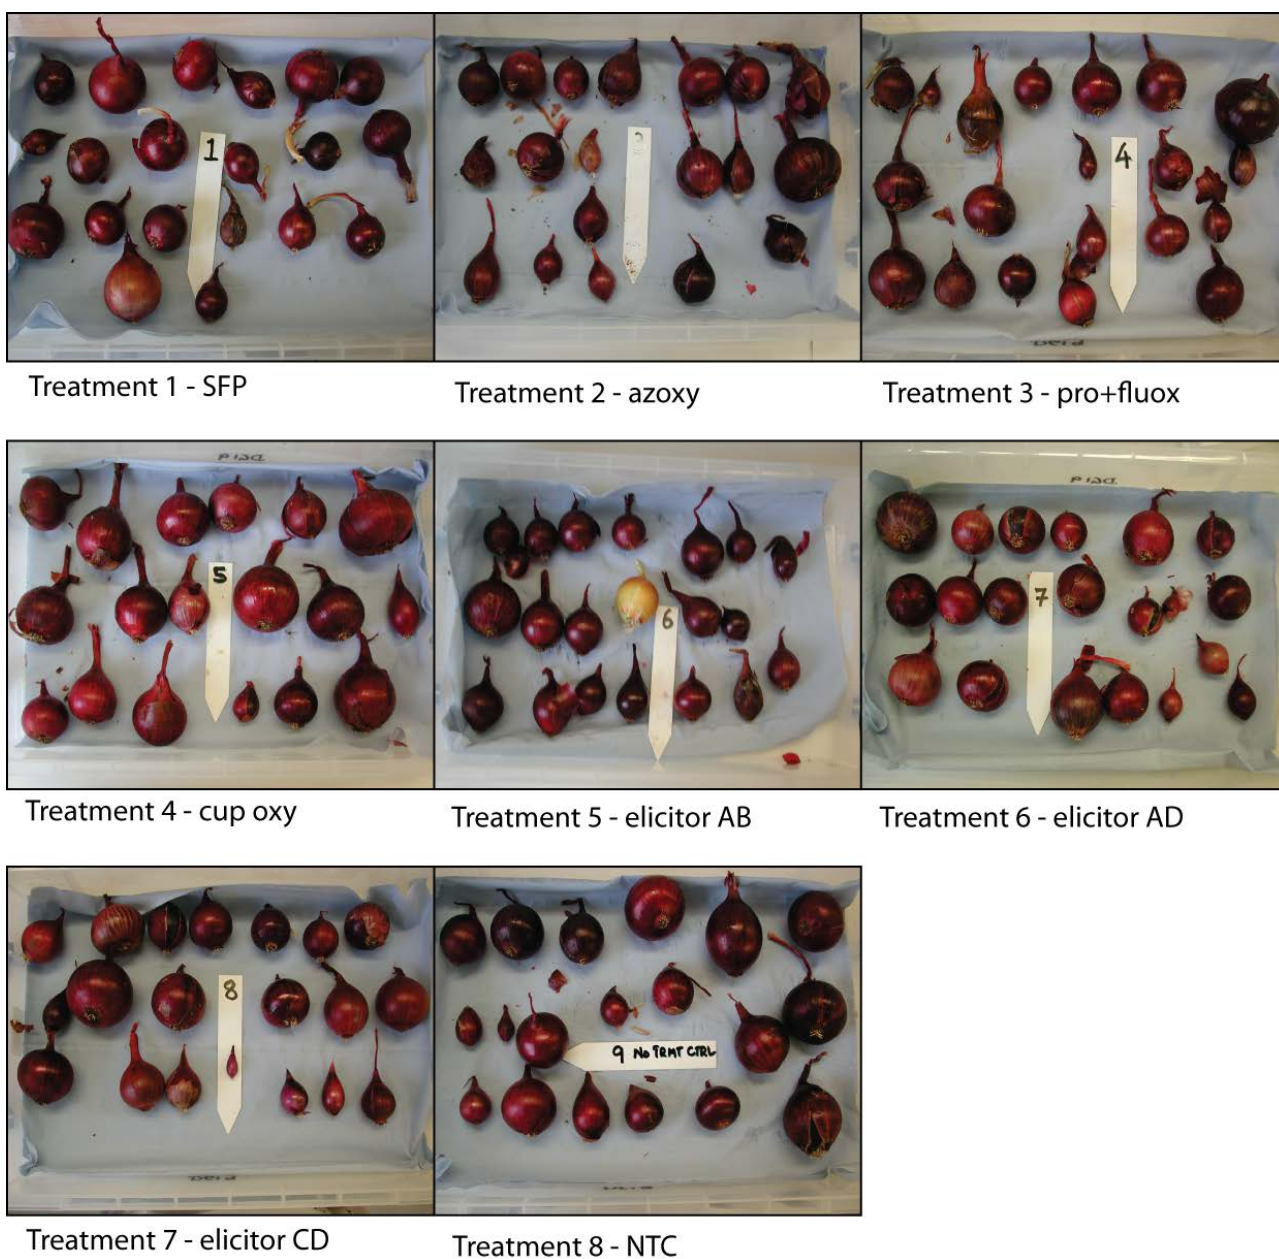 1
3
4
Treatment 1 - SFP
Treatment 2 - azoxy
Treatment 3 - pro+fluox
5
6
7
Treatment 4 - cup oxy
Treatment 5 - elicitor AB
Treatment 6 - elicitor AD
8
9 No TRMT CTRL
Treatment 7 - elicitor CD
Treatment 8 - NTC